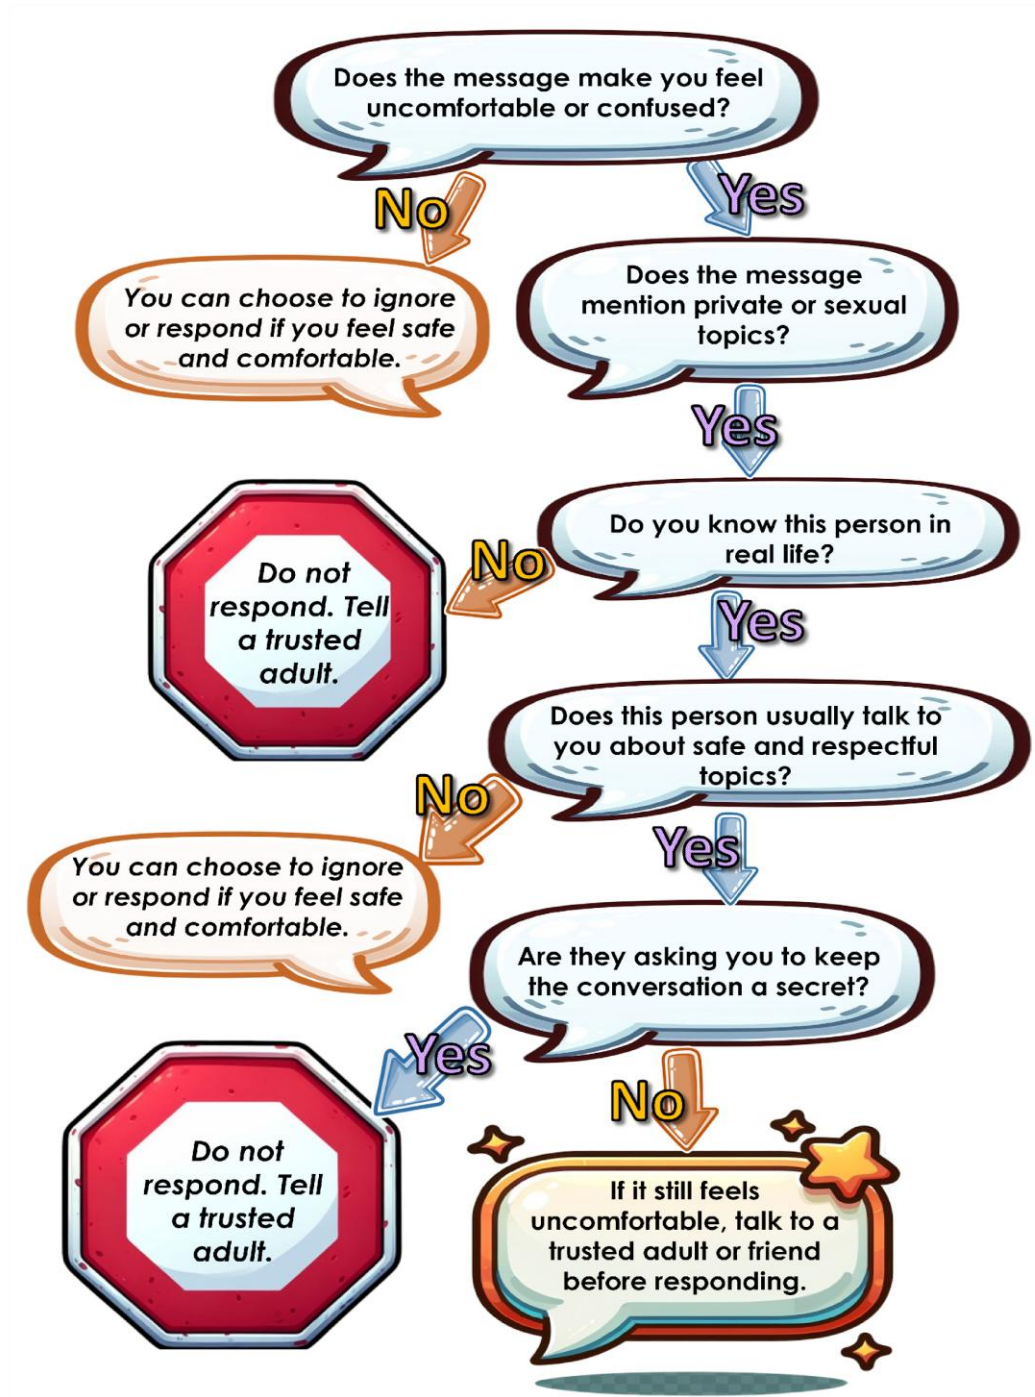 Does the message make you feel
uncomfortable or confused?
No
Yes
You can choose to ignore
or respond if you feel safe
and comfortable.
Does the message
mention private or sexual
topics?
Yes
Do you know this person in
real life?
No
Do not
respond. Tell
a trusted
adult.
Yes
Does this person usually talk to
you about safe and respectful
topics?
No
You can choose to ignore
or respond if you feel safe
and comfortable.
Yes
Are they asking you to keep
the conversation a secret?
Yes
Do not
respond. Tell
a trusted
adult.
No
If it still feels
uncomfortable, talk to a
trusted adult or friend
before responding.